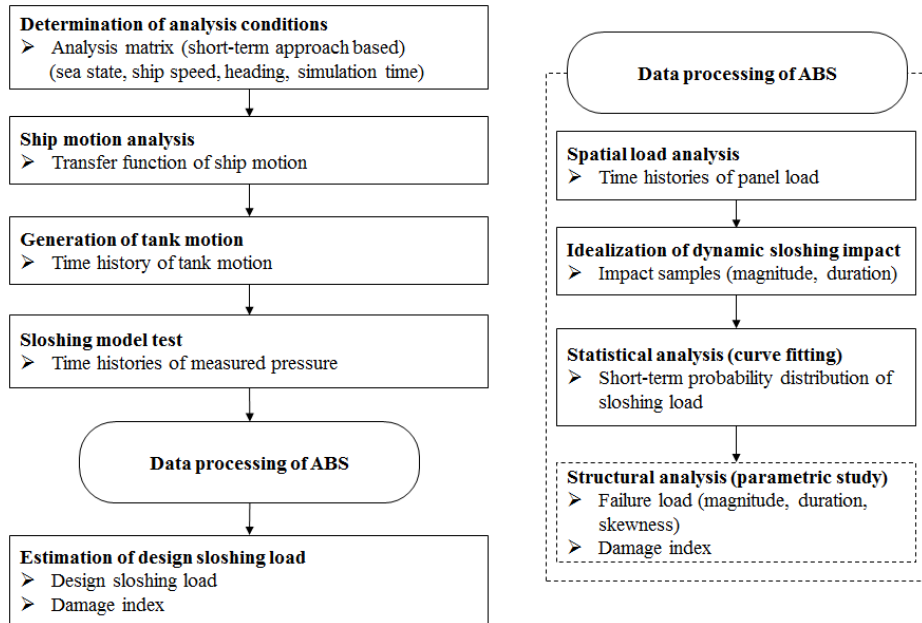 Determination of analysis conditions
➢ Analysis matrix (short-term approach based)
(sea state, ship speed, heading, simulation time)
Ship motion analysis
➢ Transfer function of ship motion
Generation of tank motion
➢ Time history of tank motion
Sloshing model test
➢ Time histories of measured pressure
Data processing of ABS
Estimation of design sloshing load
➢ Design sloshing load
➢ Damage index
Data processing of ABS
Spatial load analysis
➢ Time histories of panel load
Idealization of dynamic sloshing impact
➢ Impact samples (magnitude, duration)
Statistical analysis (curve fitting)
➢ Short-term probability distribution of
sloshing load
Structural analysis (parametric study)
➢ Failure load (magnitude, duration,
skewness)
➢ Damage index